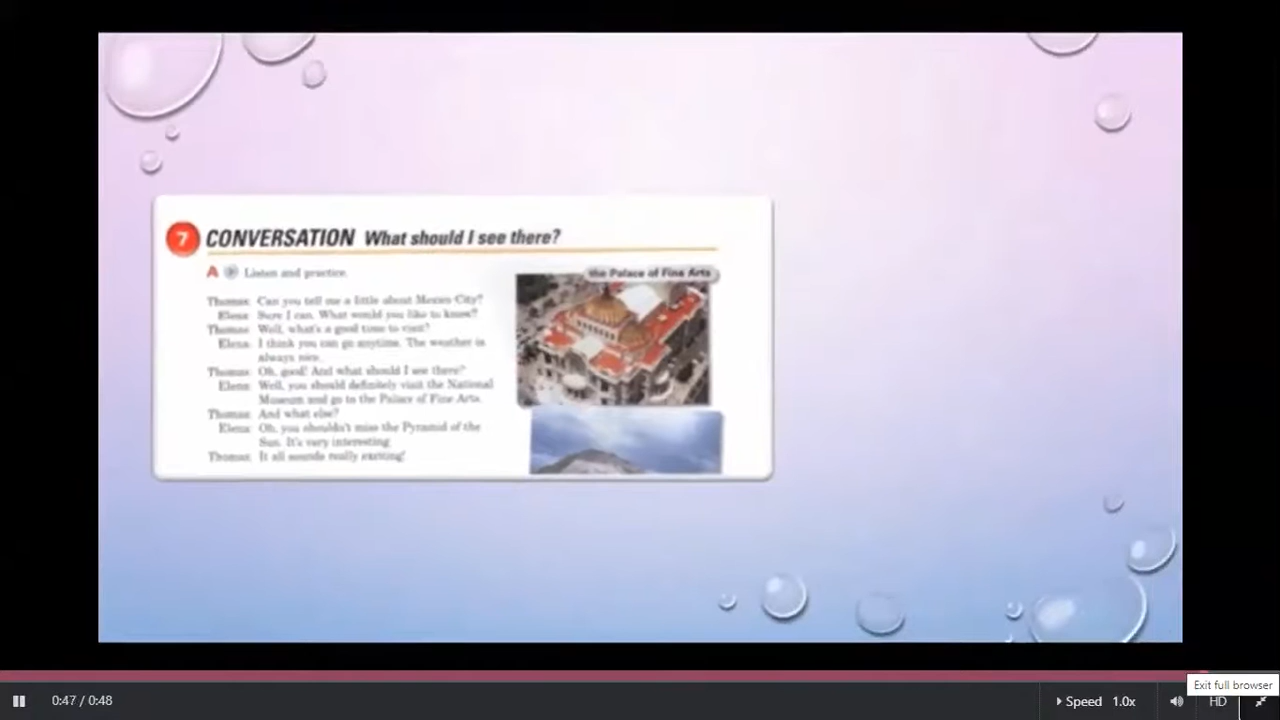 7 CONVERSATION What should I see there?
A Listen and practice.
the Palace of Fine Arts
Thomas: Can you tell me a little about Mexico City?
Elena: Sure I can. What would you like to know?
Thomas: Well, what's a good time to visit?
Elena: I think you can go anytime. The weather is
always nice.
Thomas: Oh, good! And what should I see there?
Elena: Well, you should definitely visit the National
Museum and go to the Palace of Fine Arts.
Thomas: And what else?
Elena: Oh, you shouldn't miss the Pyramid of the
Sun. It's very interesting.
Thomas: It all sounds really exciting!
Exit full browser
0:47 / 0:48
Speed 1.0x
HD